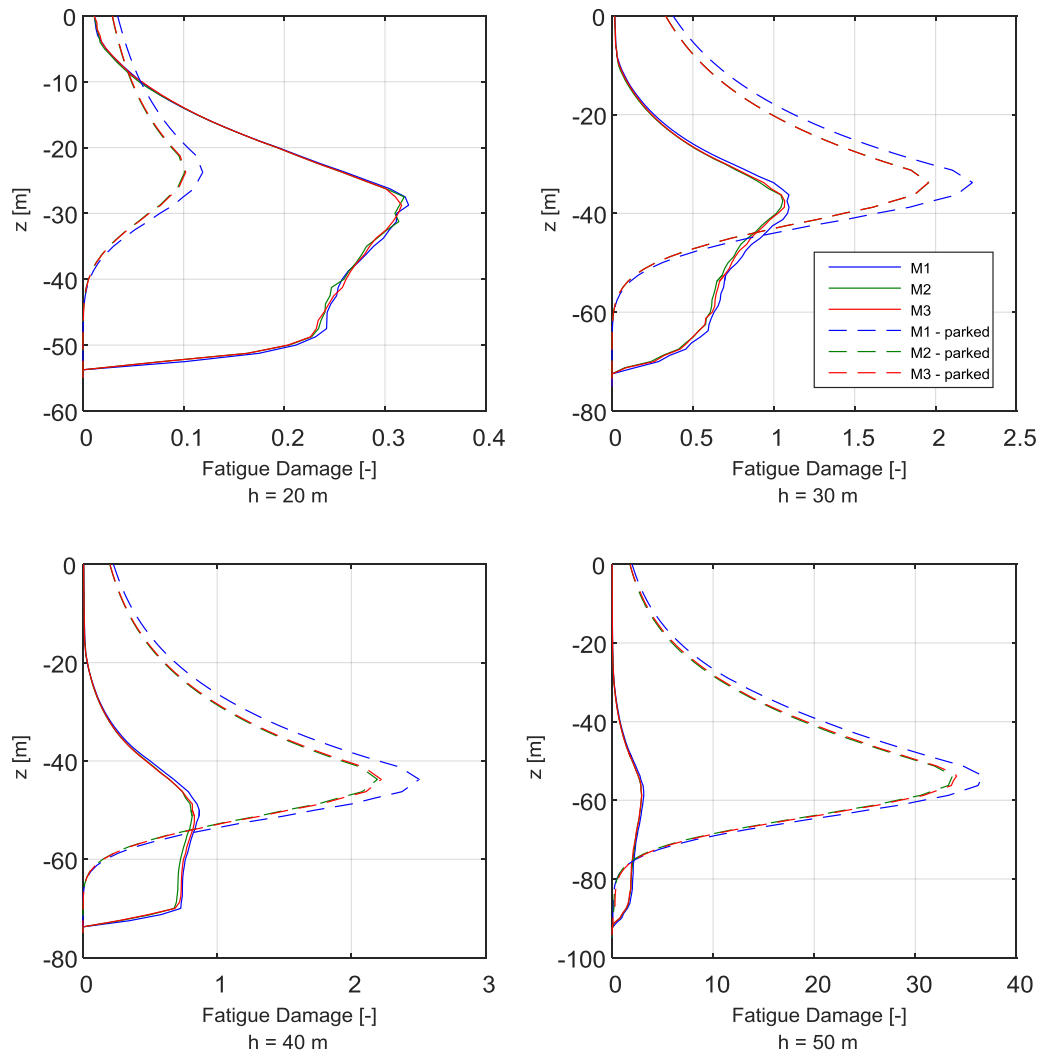 0
-10
-20
-30
-40
-50
-60
z [m]
0 0.1 0.2 0.3 0.4
Fatigue Damage [-]
h = 20 m
0
-20
-40
-60
-80
z [m]
0 0.5 1 1.5 2 2.5
Fatigue Damage [-]
h = 30 m
M1
M2
M3
M1 - parked
M2 - parked
M3 - parked
0
-20
-40
-60
-80
z [m]
0 1 2 3
Fatigue Damage [-]
h = 40 m
0
-20
-40
-60
-80
-100
z [m]
0 10 20 30 40
Fatigue Damage [-]
h = 50 m